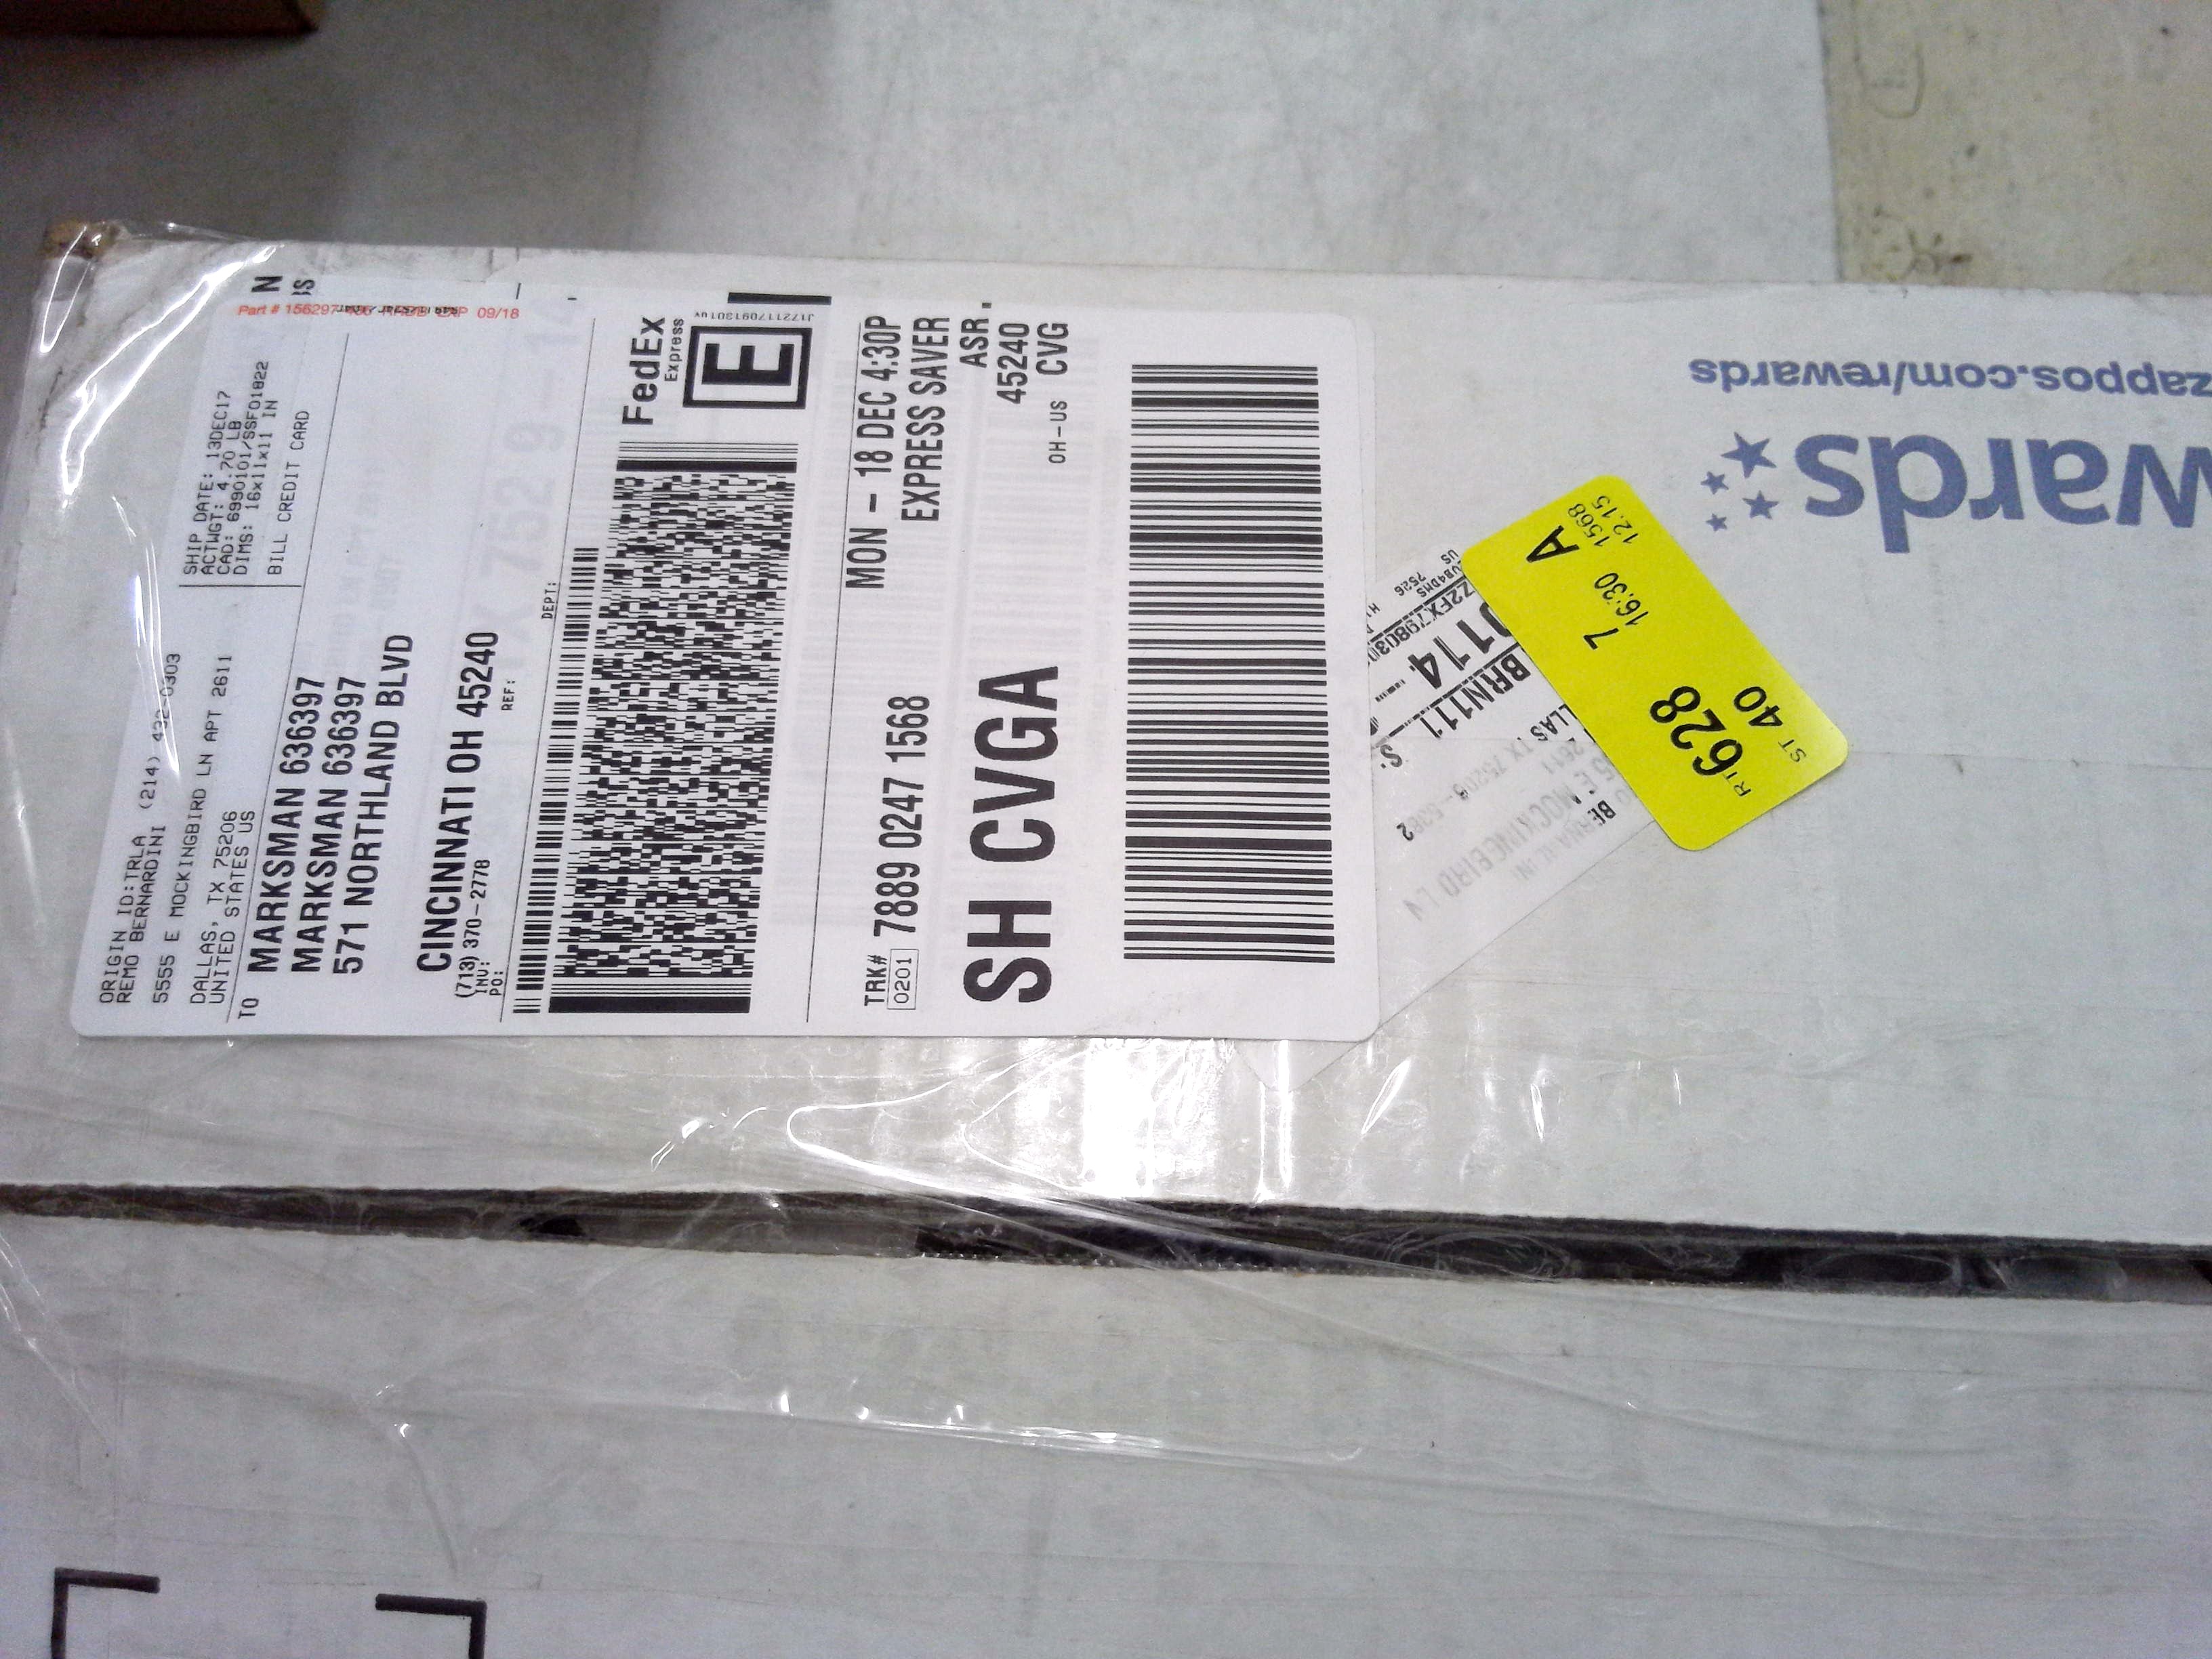 ORIGIN ID:TRLA (214)
REMO BERNARDINI
5555 E MOCKINGBIRD LN APT 2611
DALLAS, TX 75206
UNITED STATES US
SHIP DATE: 13DEC17
ACTWGT: 4.70 LB
CAD: 6990101/SSFO1822
DIMS: 16x11x11 IN
BILL CREDIT CARD
Part # 156297 09/18
TO MARKSMAN 636397
MARKSMAN 636397
571 NORTHLAND BLVD
CINCINNATI OH 45240
(713) 370-2778
REF:
INV:
PO:
DEPT:
FedEx
Express
E
J172117091301uv
MON - 18 DEC 4:30P
EXPRESS SAVER
TRK# 7889 0247 1568
0201
ASR
45240
SH CVGA
OH-US CVG
BRN111
RT 628
ST 40
7
16:30
A
1568
12.15
wards
zappos.com/rewards